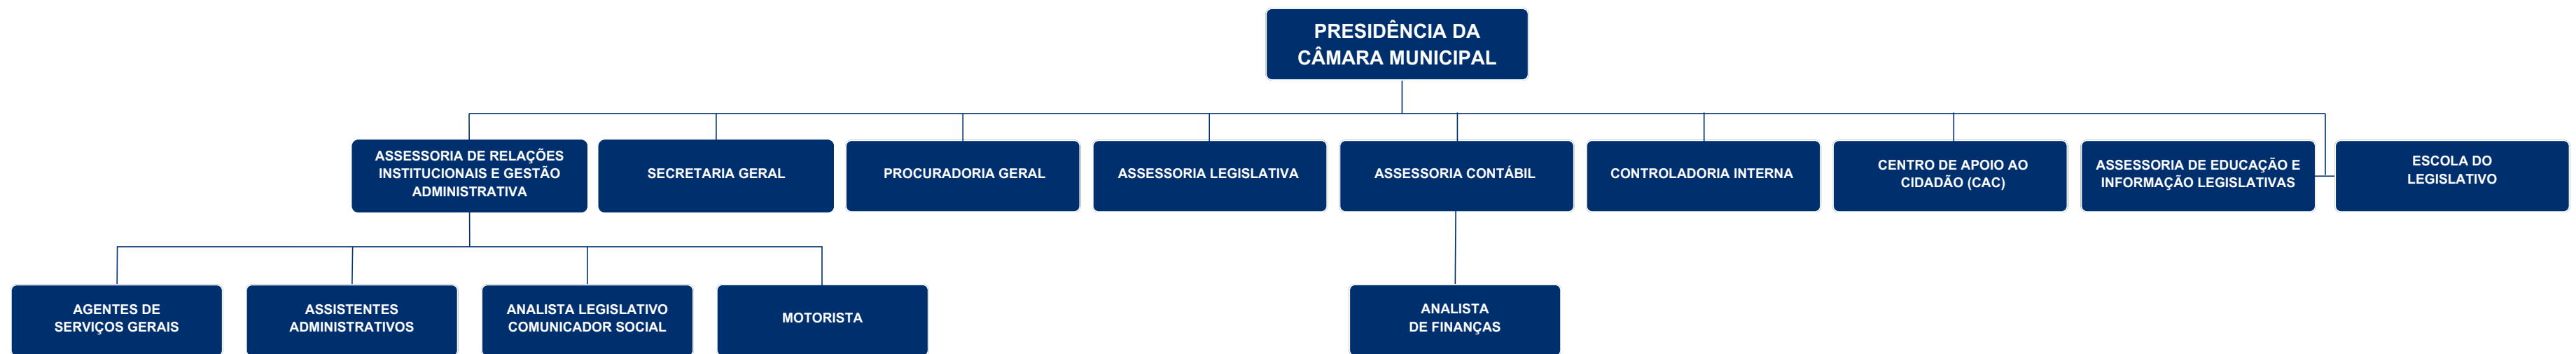 PRESIDÊNCIA DA
CÂMARA MUNICIPAL
ASSESSORIA DE RELAÇÕES
INSTITUCIONAIS E GESTÃO
ADMINISTRATIVA
SECRETARIA GERAL
PROCURADORIA GERAL
ASSESSORIA LEGISLATIVA
ASSESSORIA CONTÁBIL
CONTROLADORIA INTERNA
CENTRO DE APOIO AO
CIDADÃO (CAC)
ASSESSORIA DE EDUCAÇÃO E
INFORMAÇÃO LEGISLATIVAS
ESCOLA DO
LEGISLATIVO
AGENTES DE
SERVIÇOS GERAIS
ASSISTENTES
ADMINISTRATIVOS
ANALISTA LEGISLATIVO
COMUNICADOR SOCIAL
MOTORISTA
ANALISTA
DE FINANÇAS